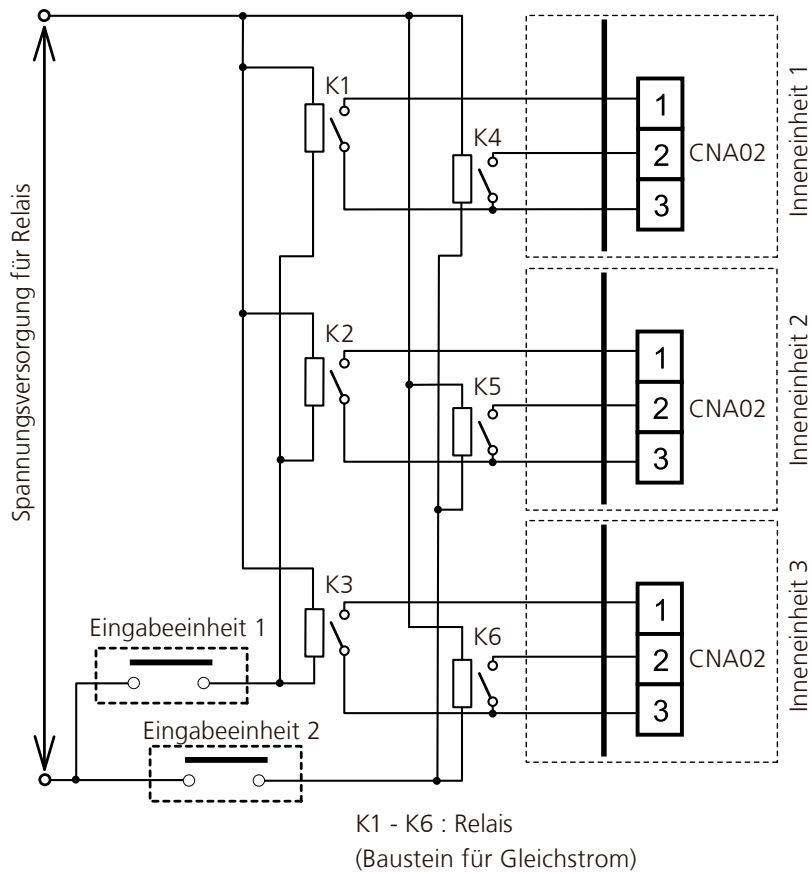 Spannungsversorgung für Relais
K1
K4
1
2
3
CNA02
Inneneinheit 1
K2
K5
1
2
3
CNA02
Inneneinheit 2
K3
K6
1
2
3
CNA02
Inneneinheit 3
Eingabeeinheit 1
Eingabeeinheit 2
K1 - K6 : Relais
(Baustein für Gleichstrom)